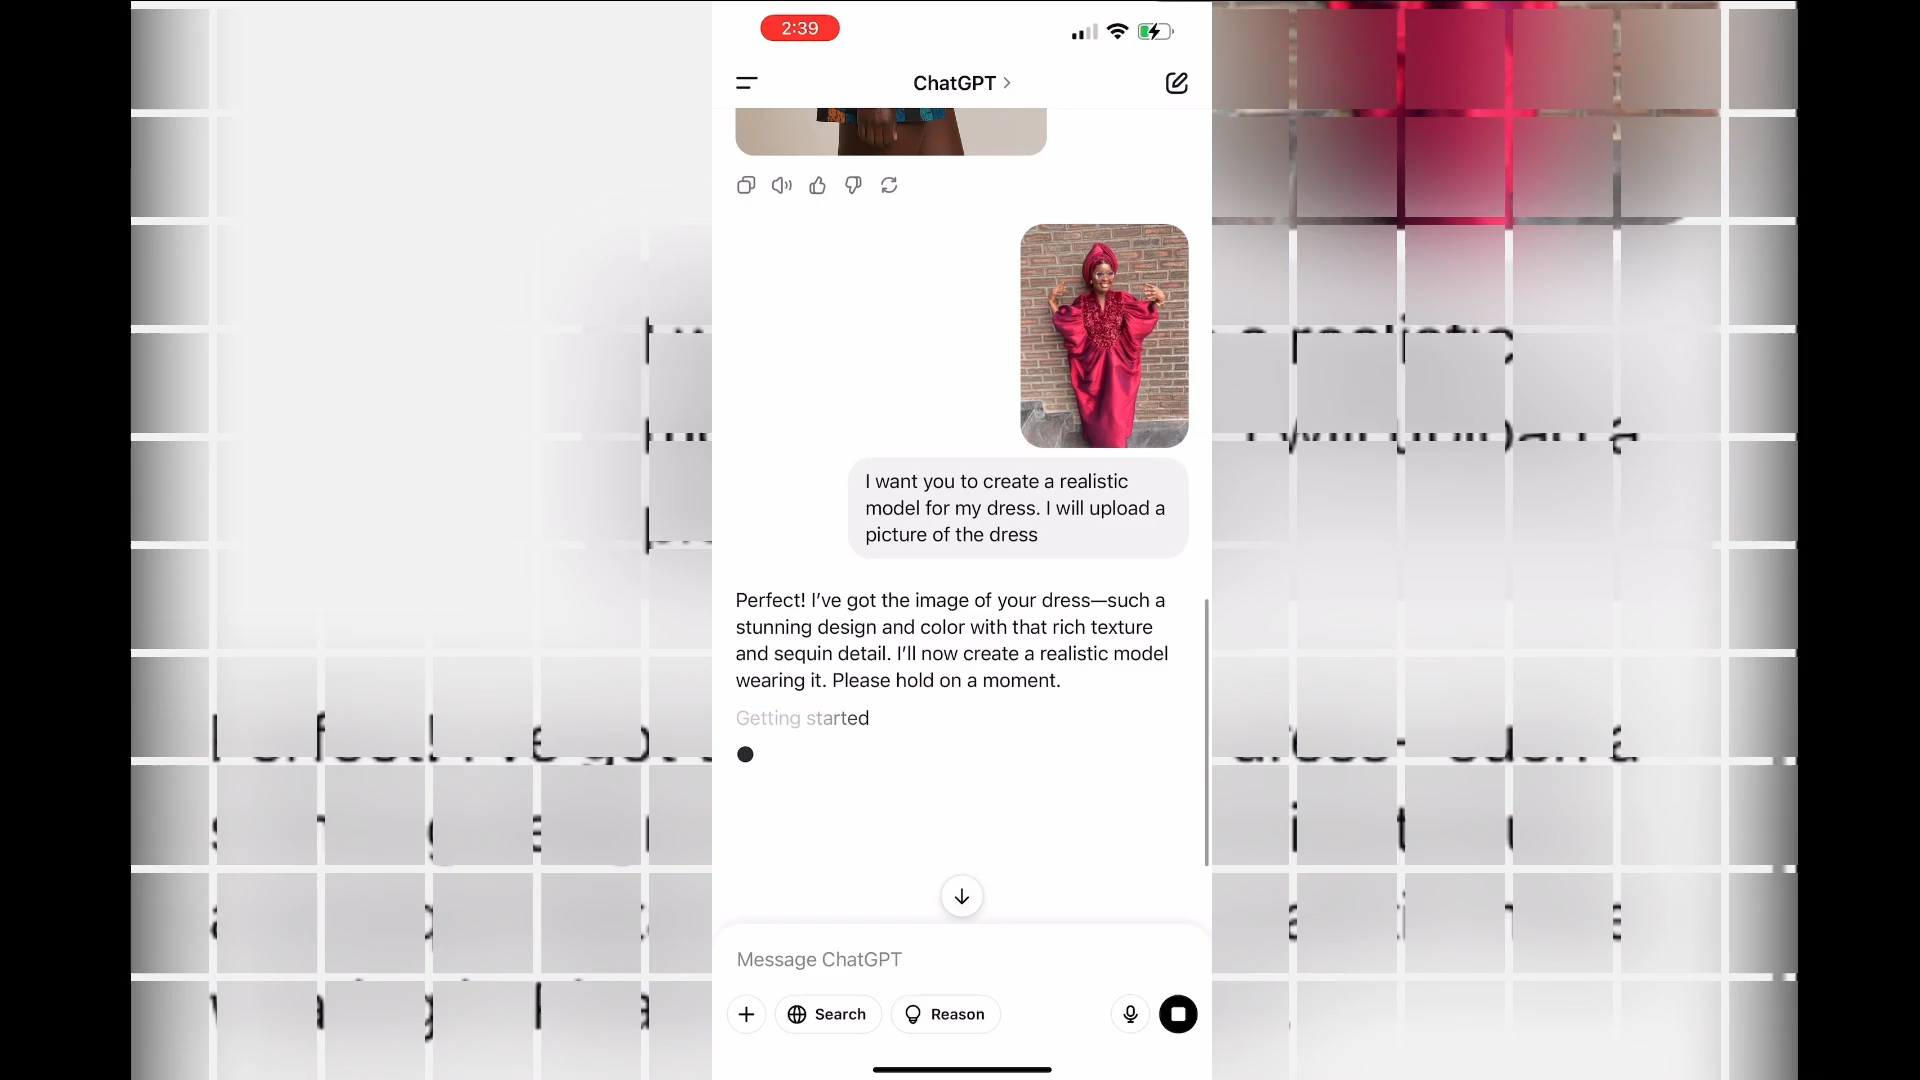 2:39
ChatGPT
I want you to create a realistic
model for my dress. I will upload a
picture of the dress
Perfect! I’ve got the image of your dress—such a
stunning design and color with that rich texture
and sequin detail. I’ll now create a realistic model
wearing it. Please hold on a moment.
Getting started
Message ChatGPT
Search
Reason